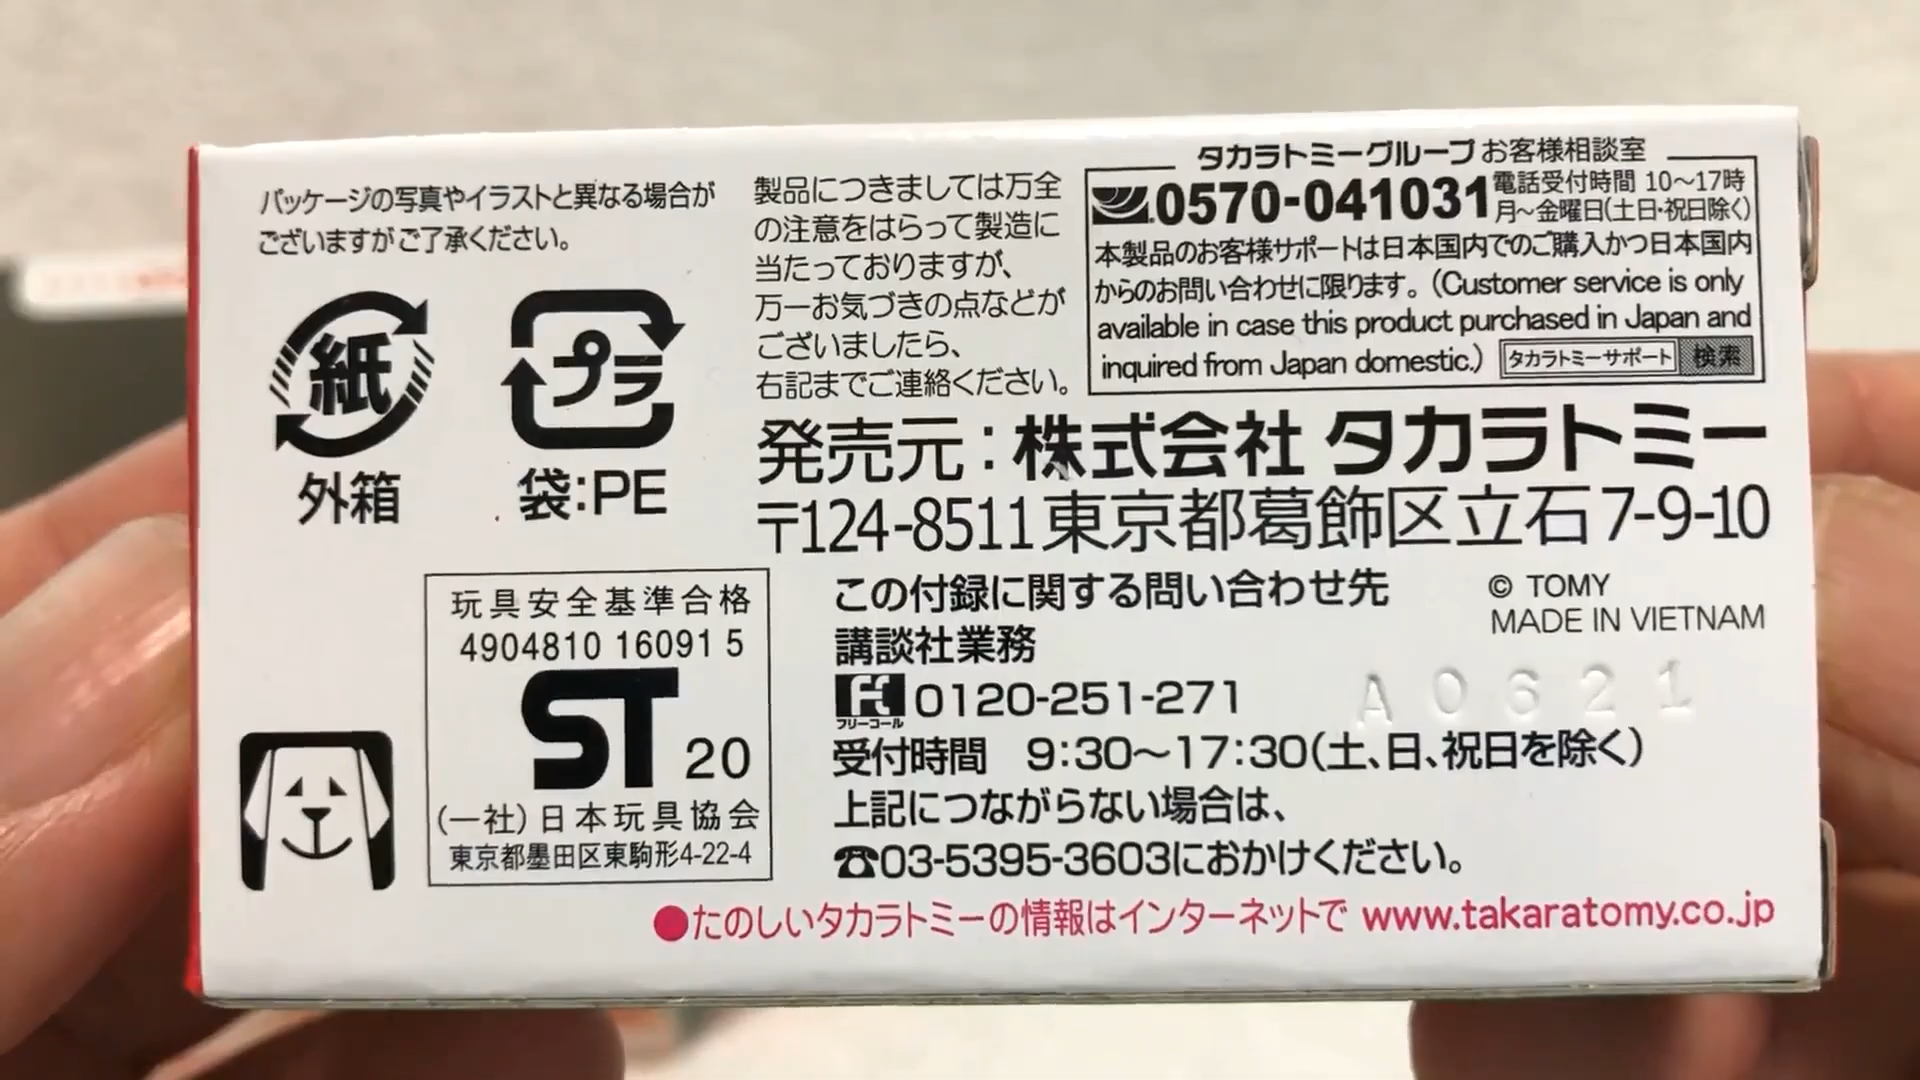 パッケージの写真やイラストと異なる場合が
ございますがご了承ください。
紙
外箱
プラ
袋:PE
製品につきましては万全
の注意をはらって製造に
当たっておりますが、
万一お気づきの点などが
ございましたら、
右記までご連絡ください。
タカラトミーグループお客様相談室
0570-041031
電話受付時間 10〜17時
月〜金曜日(土日・祝日除く)
本製品のお客様サポートは日本国内でのご購入かつ日本国内
からのお問い合わせに限ります。(Customer service is only
available in case this product purchased in Japan and
inquired from Japan domestic.)
タカラトミーサポート 検索
発売元:株式会社 タカラトミー
〒124-8511東京都葛飾区立石7-9-10
玩具安全基準合格
4904810 16091 5
ST 20
(一社)日本玩具協会
東京都墨田区東駒形4-22-4
この付録に関する問い合わせ先
講談社業務
フリーコール 0120-251-271
受付時間 9:30〜17:30(土、日、祝日を除く)
上記につながらない場合は、
☎03-5395-3603におかけください。
© TOMY
MADE IN VIETNAM
A 0 6 2 1
●たのしいタカラトミーの情報はインターネットで www.takaratomy.co.jp